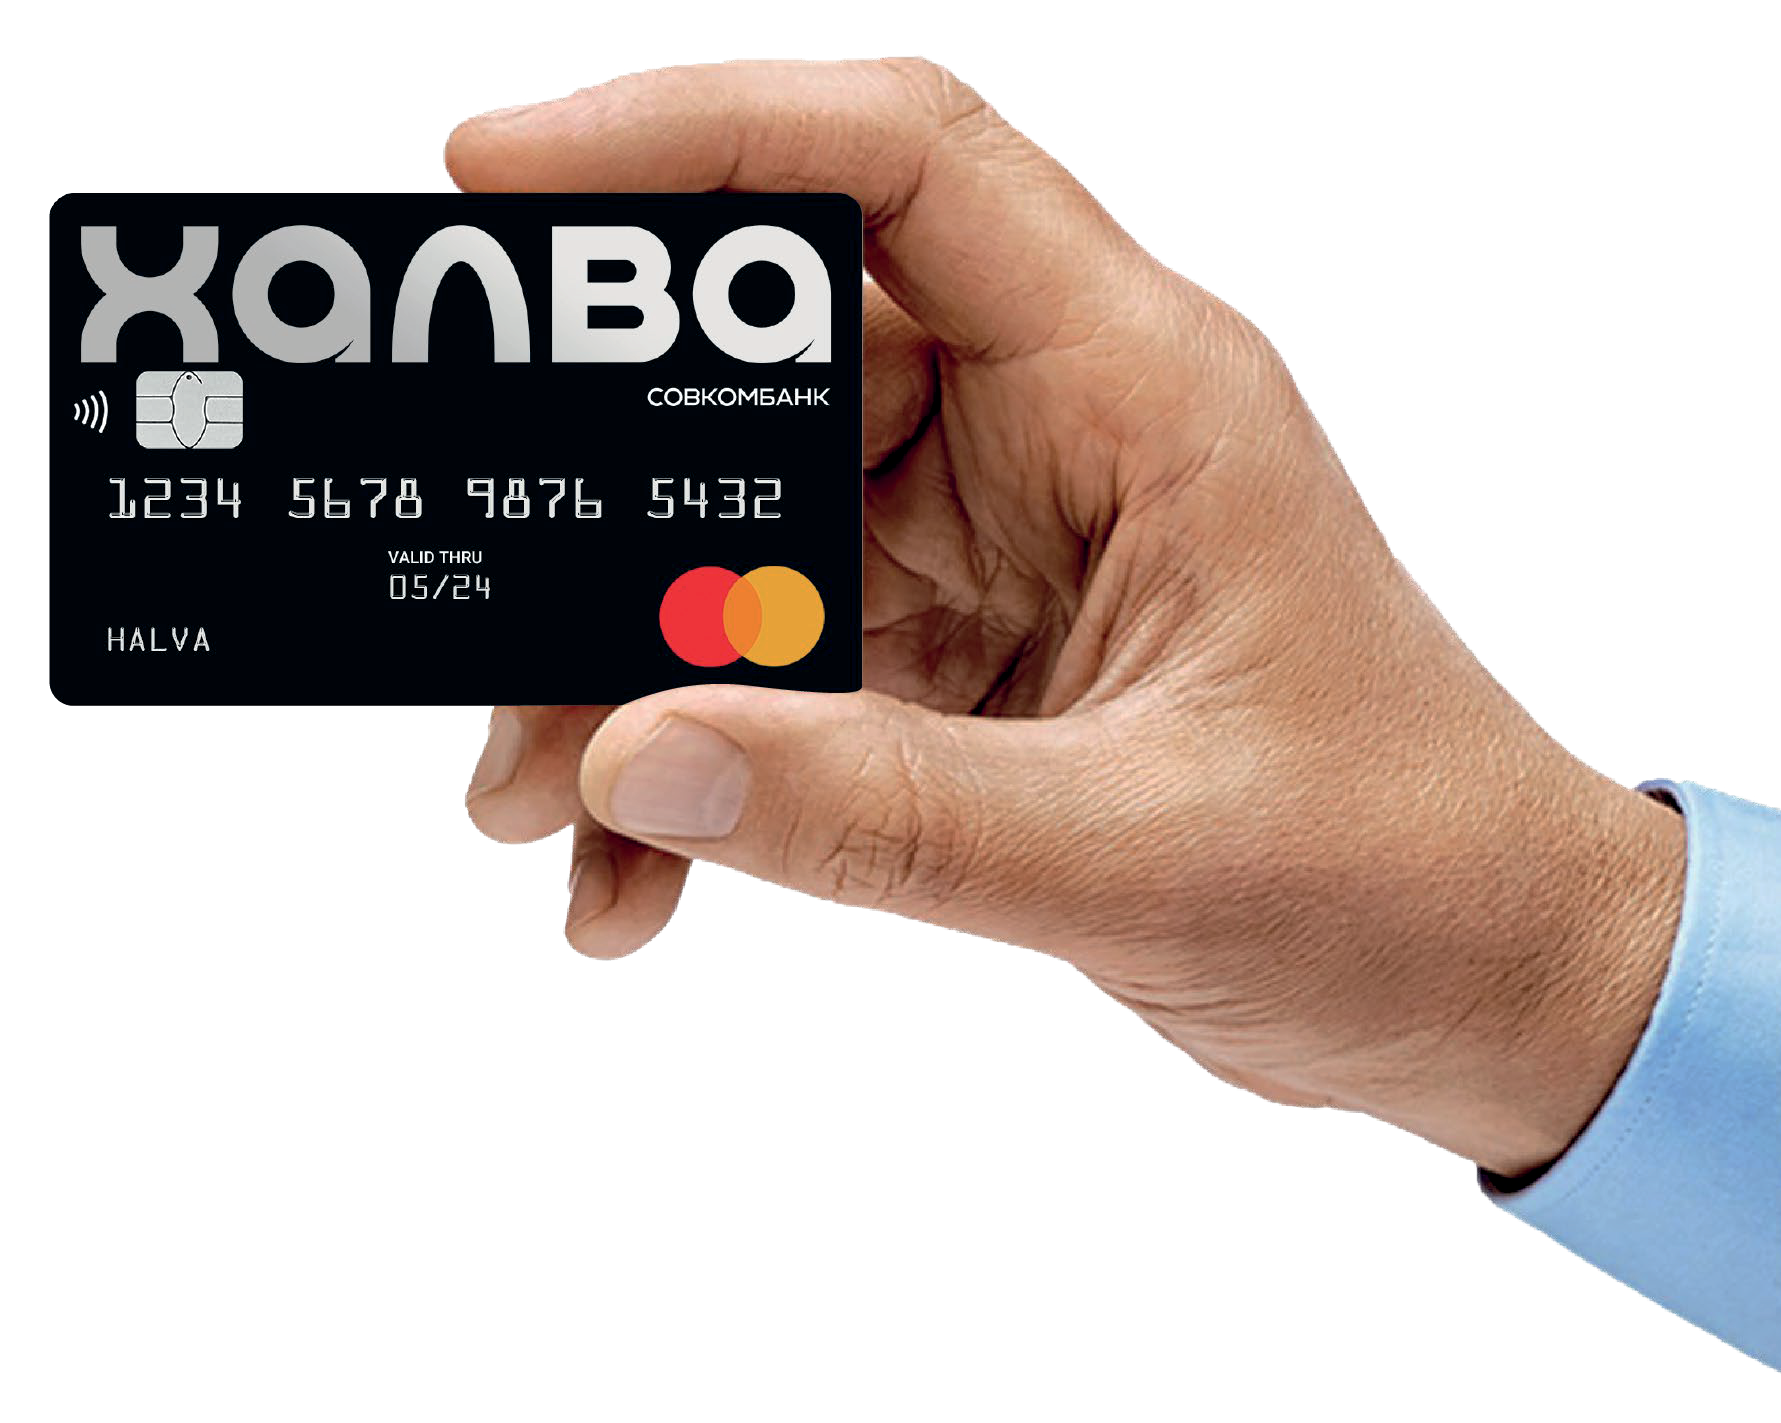 халва
СОВКОМБАНК
1234 5678 9876 5432
VALID THRU
05/24
HALVA